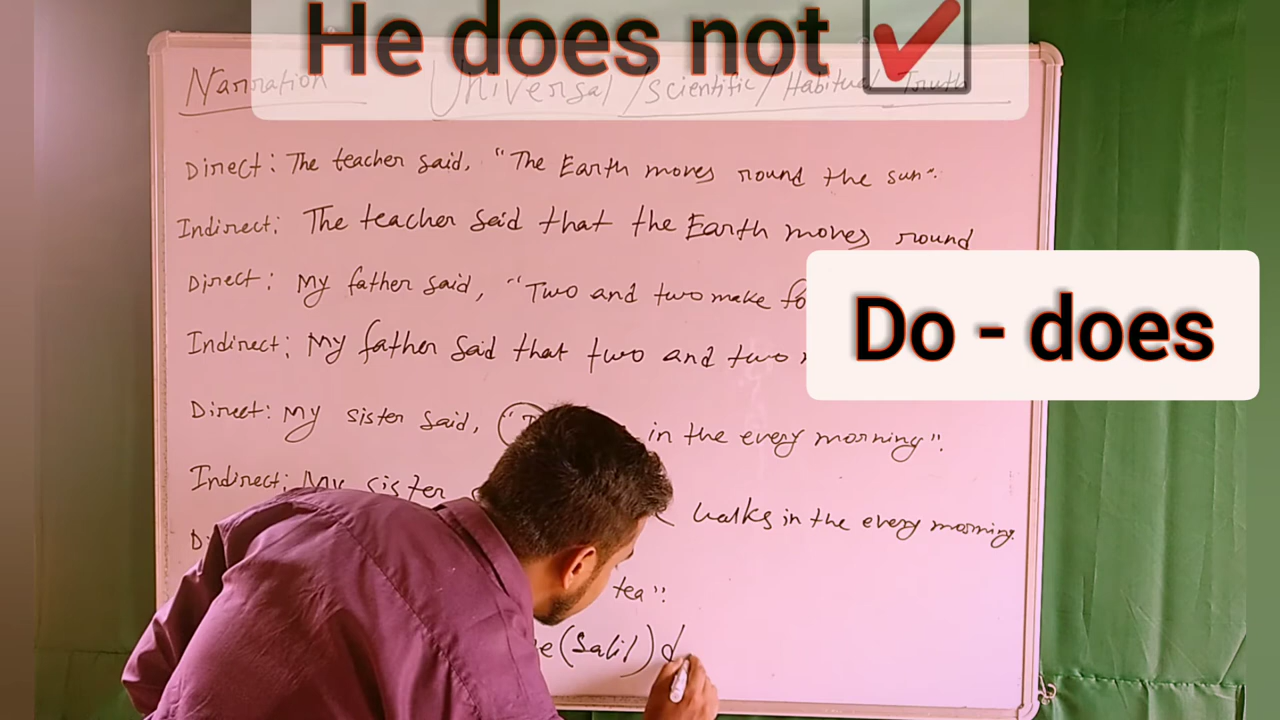 He does not
Narration Universal/scientific/Habitual Truth
Direct: The teacher said, "The Earth moves round the sun".
Indirect: The teacher said that the Earth moves round
Direct: My father said, "Two and two make fo
Do - does
Indirect: My father said that two and two
Direct: My sister said, in the every morning".
Indirect: My sister walks in the every morning.
D
tea".
e (Salil) d